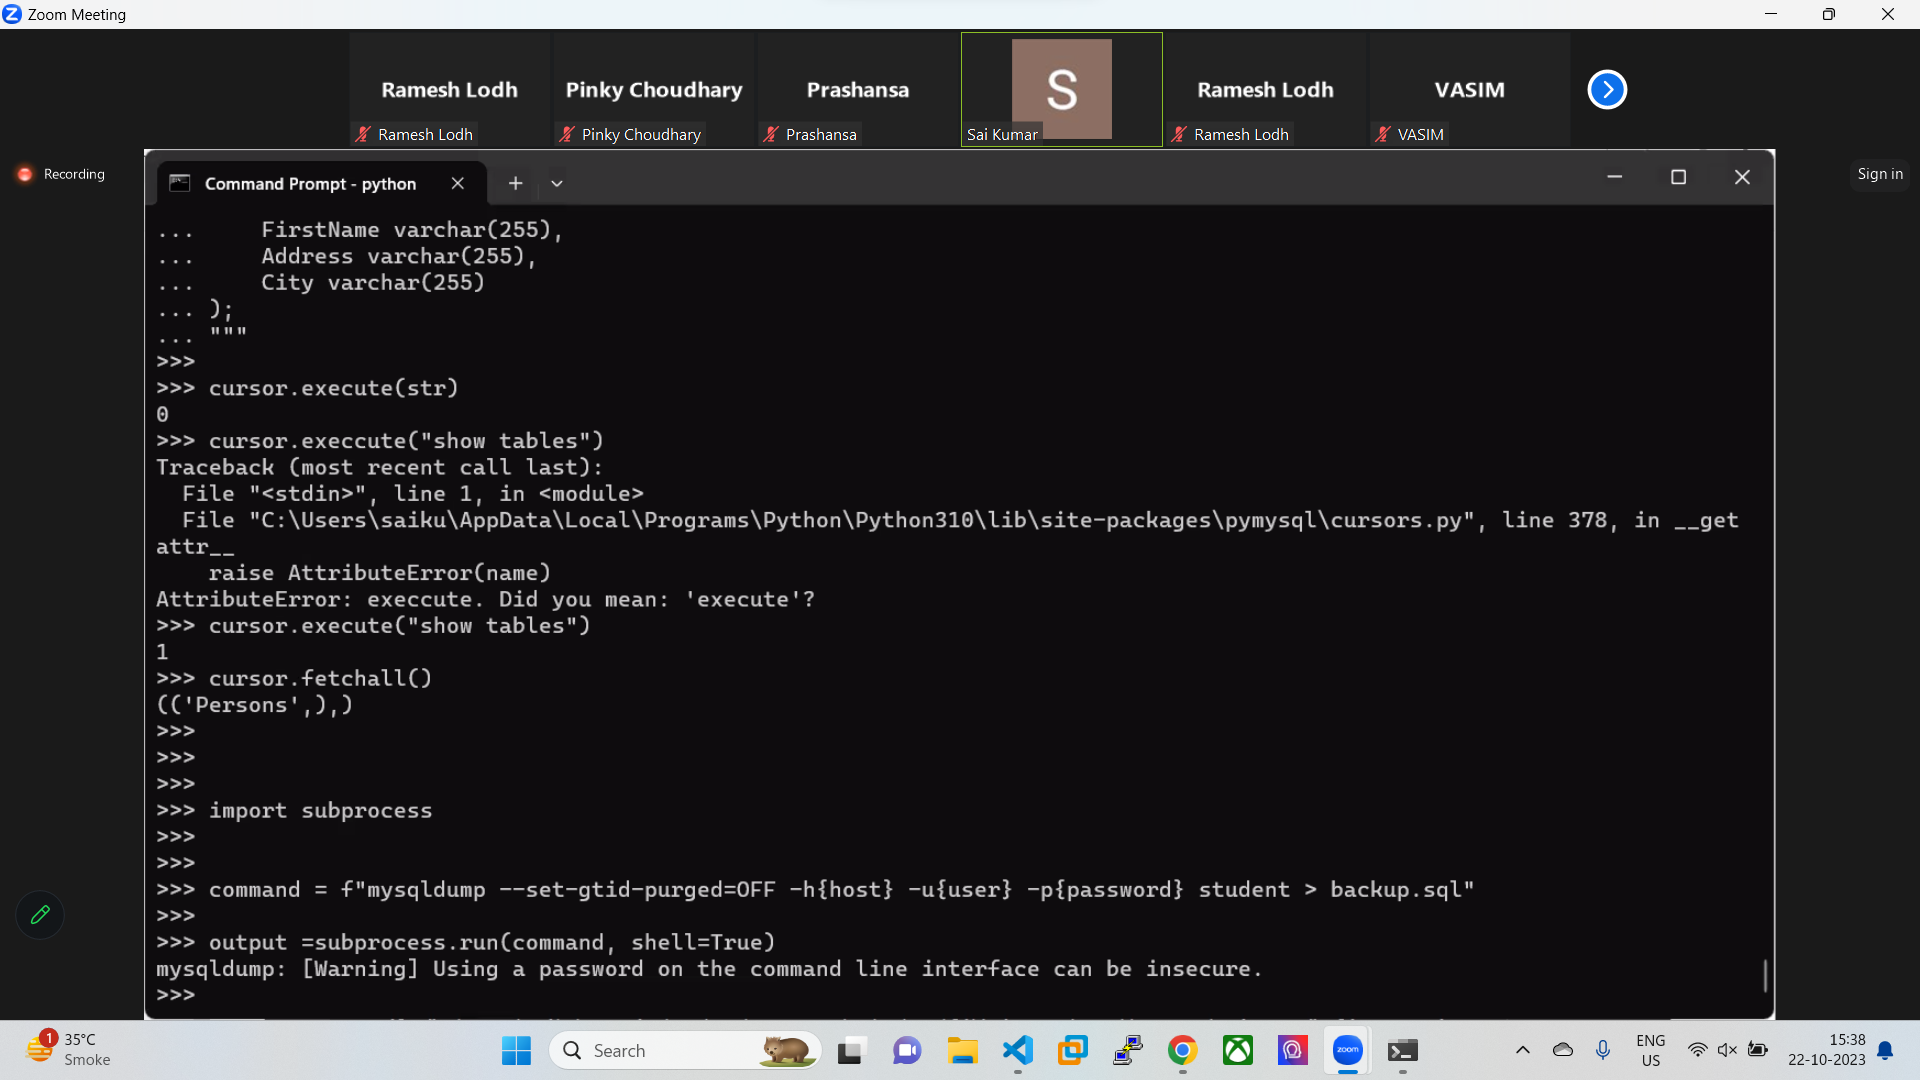 Zoom Meeting
Ramesh Lodh
Pinky Choudhary
Prashansa
S
Ramesh Lodh
VASIM
Ramesh Lodh
Pinky Choudhary
Prashansa
Sai Kumar
Ramesh Lodh
VASIM
Recording
Sign in
Command Prompt - python
...     FirstName varchar(255),
...     Address varchar(255),
...     City varchar(255)
... );
... """
>>>
>>> cursor.execute(str)
0
>>> cursor.execcute("show tables")
Traceback (most recent call last):
  File "<stdin>", line 1, in <module>
  File "C:\Users\saiku\AppData\Local\Programs\Python\Python310\lib\site-packages\pymysql\cursors.py", line 378, in __get
attr__
    raise AttributeError(name)
AttributeError: execcute. Did you mean: 'execute'?
>>> cursor.execute("show tables")
1
>>> cursor.fetchall()
(('Persons',),)
>>>
>>>
>>>
>>> import subprocess
>>>
>>>
>>> command = f"mysqldump --set-gtid-purged=OFF -h{host} -u{user} -p{password} student > backup.sql"
>>>
>>> output =subprocess.run(command, shell=True)
mysqldump: [Warning] Using a password on the command line interface can be insecure.
>>>
1
35°C
Smoke
Search
zoom
ENG
US
15:38
22-10-2023